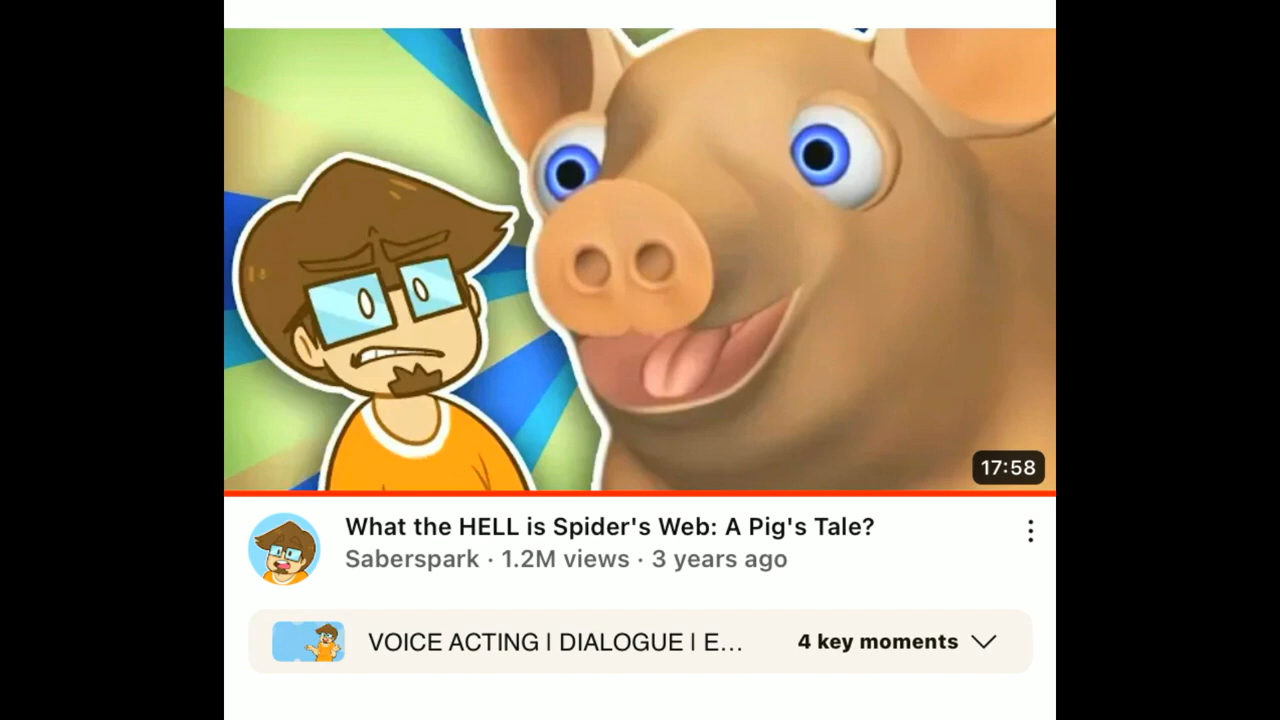 17:58
What the HELL is Spider's Web: A Pig's Tale?
Saberspark · 1.2M views · 3 years ago
VOICE ACTING | DIALOGUE | E... 4 key moments